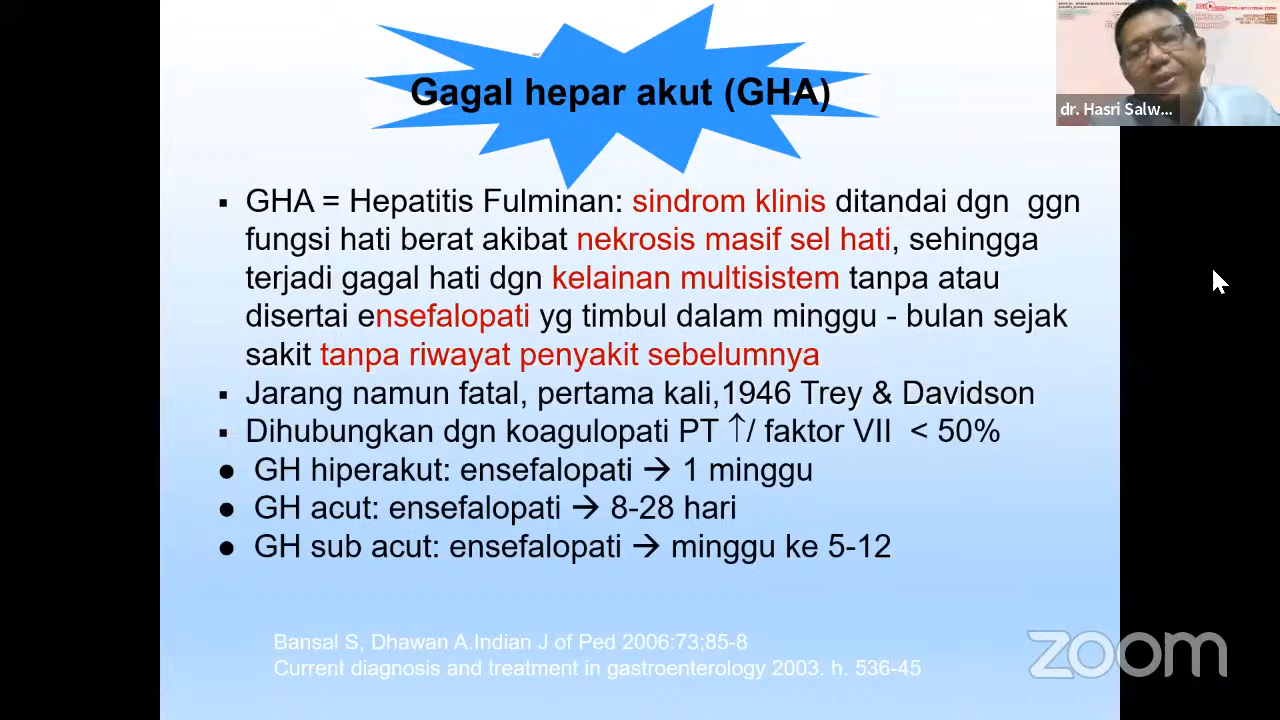 Gagal hepar akut (GHA)
dr. Hasri Salw...
▪ GHA = Hepatitis Fulminan: sindrom klinis ditandai dgn ggn
fungsi hati berat akibat nekrosis masif sel hati, sehingga
terjadi gagal hati dgn kelainan multisistem tanpa atau
disertai ensefalopati yg timbul dalam minggu - bulan sejak
sakit tanpa riwayat penyakit sebelumnya
▪ Jarang namun fatal, pertama kali,1946 Trey & Davidson
▪ Dihubungkan dgn koagulopati PT ↑/ faktor VII < 50%
● GH hiperakut: ensefalopati → 1 minggu
● GH acut: ensefalopati → 8-28 hari
● GH sub acut: ensefalopati → minggu ke 5-12
Bansal S, Dhawan A.Indian J of Ped 2006:73;85-8
Current diagnosis and treatment in gastroenterology 2003. h. 536-45
zoom